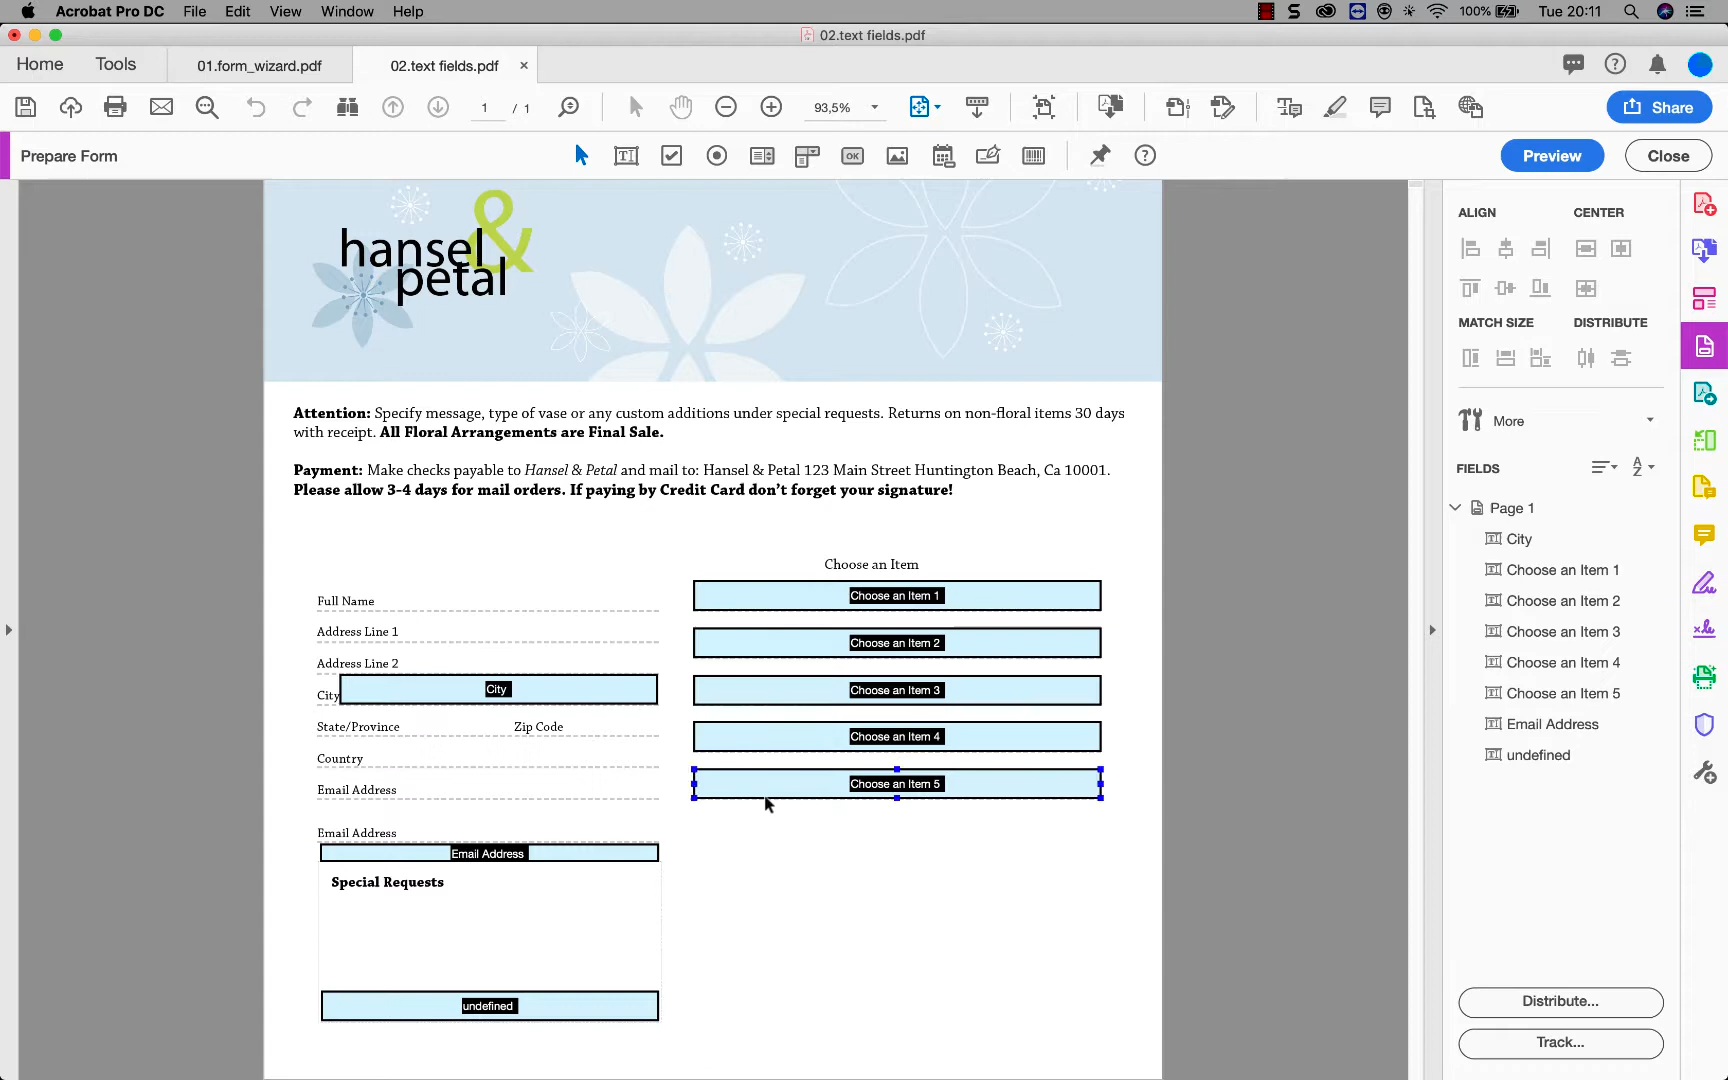 Acrobat Pro DC File Edit View Window Help
100% Tue 20:11
02.text fields.pdf
Home Tools 01.form_wizard.pdf 02.text fields.pdf ×
1 / 1 93,5% Share
Prepare Form OK Preview Close
hansel &
petal
Attention: Specify message, type of vase or any custom additions under special requests. Returns on non-floral items 30 days
with receipt. All Floral Arrangements are Final Sale.
Payment: Make checks payable to Hansel & Petal and mail to: Hansel & Petal 123 Main Street Huntington Beach, Ca 10001.
Please allow 3-4 days for mail orders. If paying by Credit Card don't forget your signature!
Full Name
Address Line 1
Address Line 2
City City
State/Province Zip Code
Country
Email Address
Email Address
Email Address
Special Requests
undefined
Choose an Item
Choose an Item 1
Choose an Item 2
Choose an Item 3
Choose an Item 4
Choose an Item 5
ALIGN CENTER
MATCH SIZE DISTRIBUTE
More
FIELDS
Page 1
City
Choose an Item 1
Choose an Item 2
Choose an Item 3
Choose an Item 4
Choose an Item 5
Email Address
undefined
Distribute...
Track...